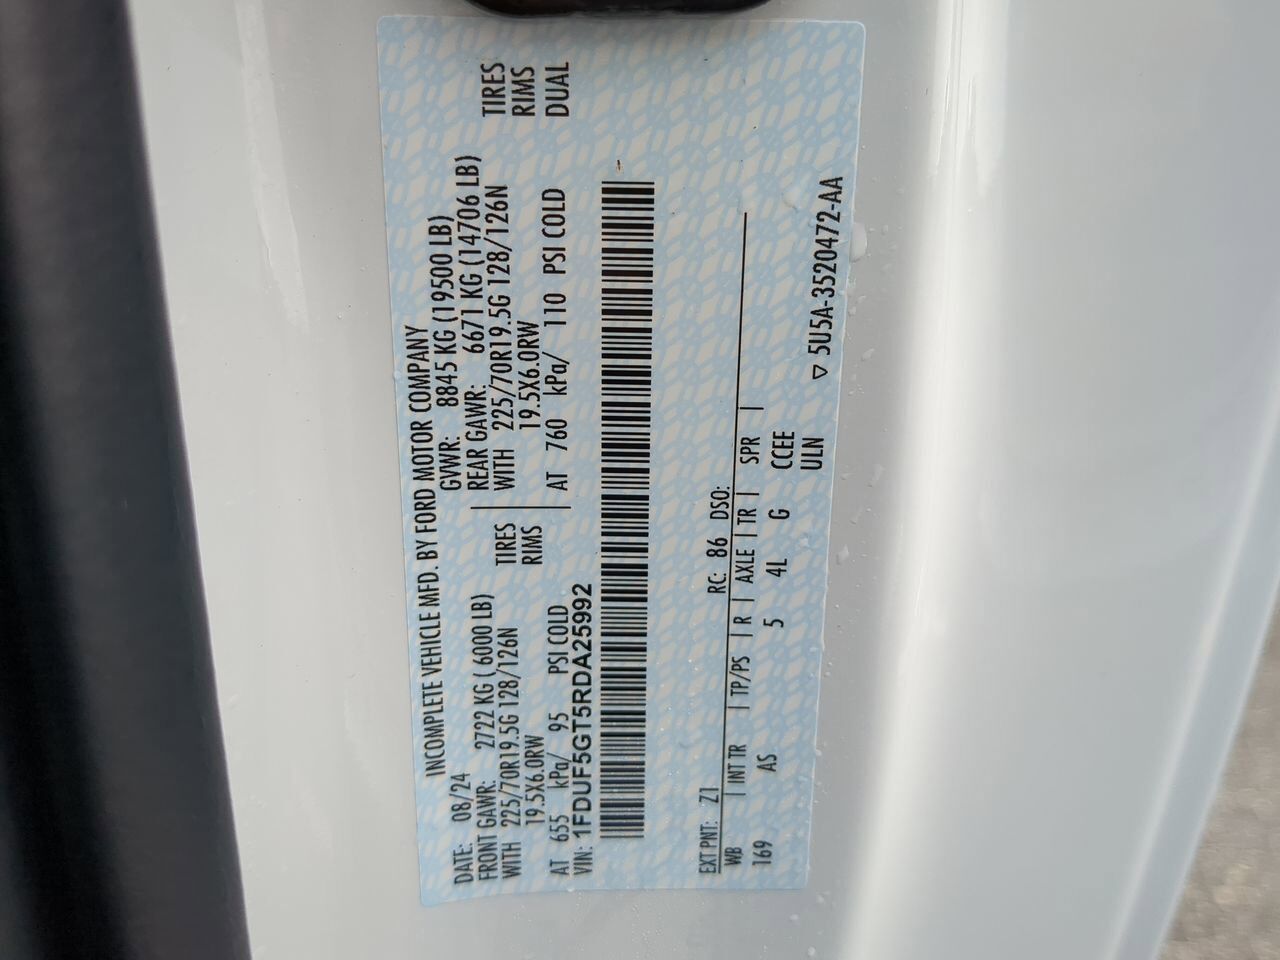 INCOMPLETE VEHICLE MFD. BY FORD MOTOR COMPANY
DATE: 08/24 GVWR: 8845 KG (19500 LB)
FRONT GAWR: 2722 KG ( 6000 LB) REAR GAWR: 6671 KG (14706 LB)
WITH 225/70R19.5G 128/126N TIRES WITH 225/70R19.5G 128/126N TIRES
19.5X6.0RW RIMS 19.5X6.0RW RIMS
AT 655 kPa/ 95 PSI COLD AT 760 kPa/ 110 PSI COLD DUAL
VIN: 1FDUF5GT5RDA25992
EXT PNT: Z1 RC: 86 DSO:
WB | INT TR | TP/PS | R | AXLE | TR | SPR |
169 AS 5 4L G CCEE
ULN
▽ 5U5A-3520472-AA